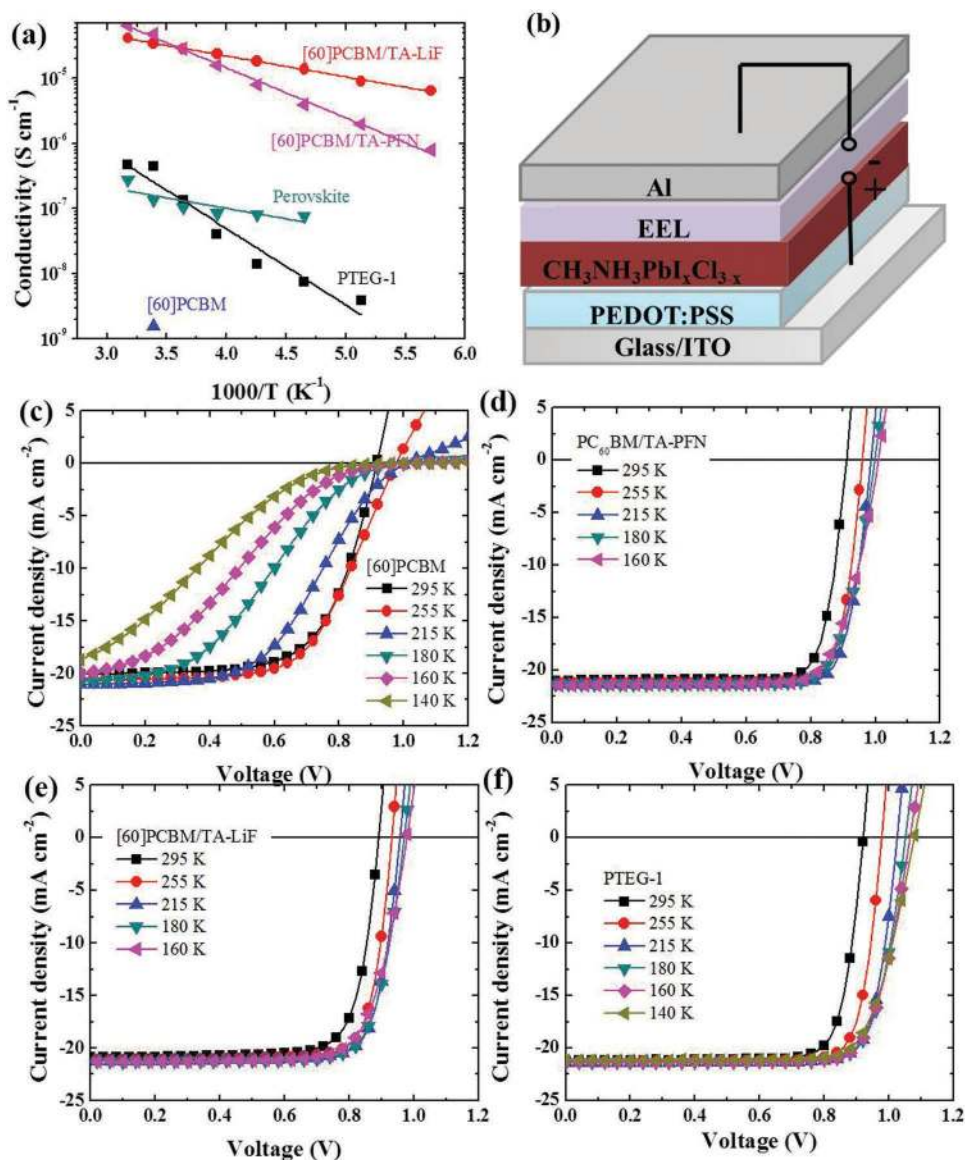 (a)
[60]PCBM/TA-LiF
[60]PCBM/TA-PFN
Perovskite
PTEG-1
[60]PCBM
Conductivity (S cm⁻¹)
10⁻⁵
10⁻⁶
10⁻⁷
10⁻⁸
10⁻⁹
3.0 3.5 4.0 4.5 5.0 5.5 6.0
1000/T (K⁻¹)
(b)
-
+
Al
EEL
CH₃NH₃PbIₓCl₃₋ₓ
PEDOT:PSS
Glass/ITO
(c)
Current density (mA cm⁻²)
5
0
-5
-10
-15
-20
-25
[60]PCBM
295 K
255 K
215 K
180 K
160 K
140 K
0.0 0.2 0.4 0.6 0.8 1.0 1.2
Voltage (V)
(d)
Current density (mA cm⁻²)
5
0
-5
-10
-15
-20
-25
PC₆₀BM/TA-PFN
295 K
255 K
215 K
180 K
160 K
0.0 0.2 0.4 0.6 0.8 1.0 1.2
Voltage (V)
(e)
Current density (mA cm⁻²)
5
0
-5
-10
-15
-20
-25
[60]PCBM/TA-LiF
295 K
255 K
215 K
180 K
160 K
0.0 0.2 0.4 0.6 0.8 1.0 1.2
Voltage (V)
(f)
Current density (mA cm⁻²)
5
0
-5
-10
-15
-20
-25
PTEG-1
295 K
255 K
215 K
180 K
160 K
140 K
0.0 0.2 0.4 0.6 0.8 1.0 1.2
Voltage (V)